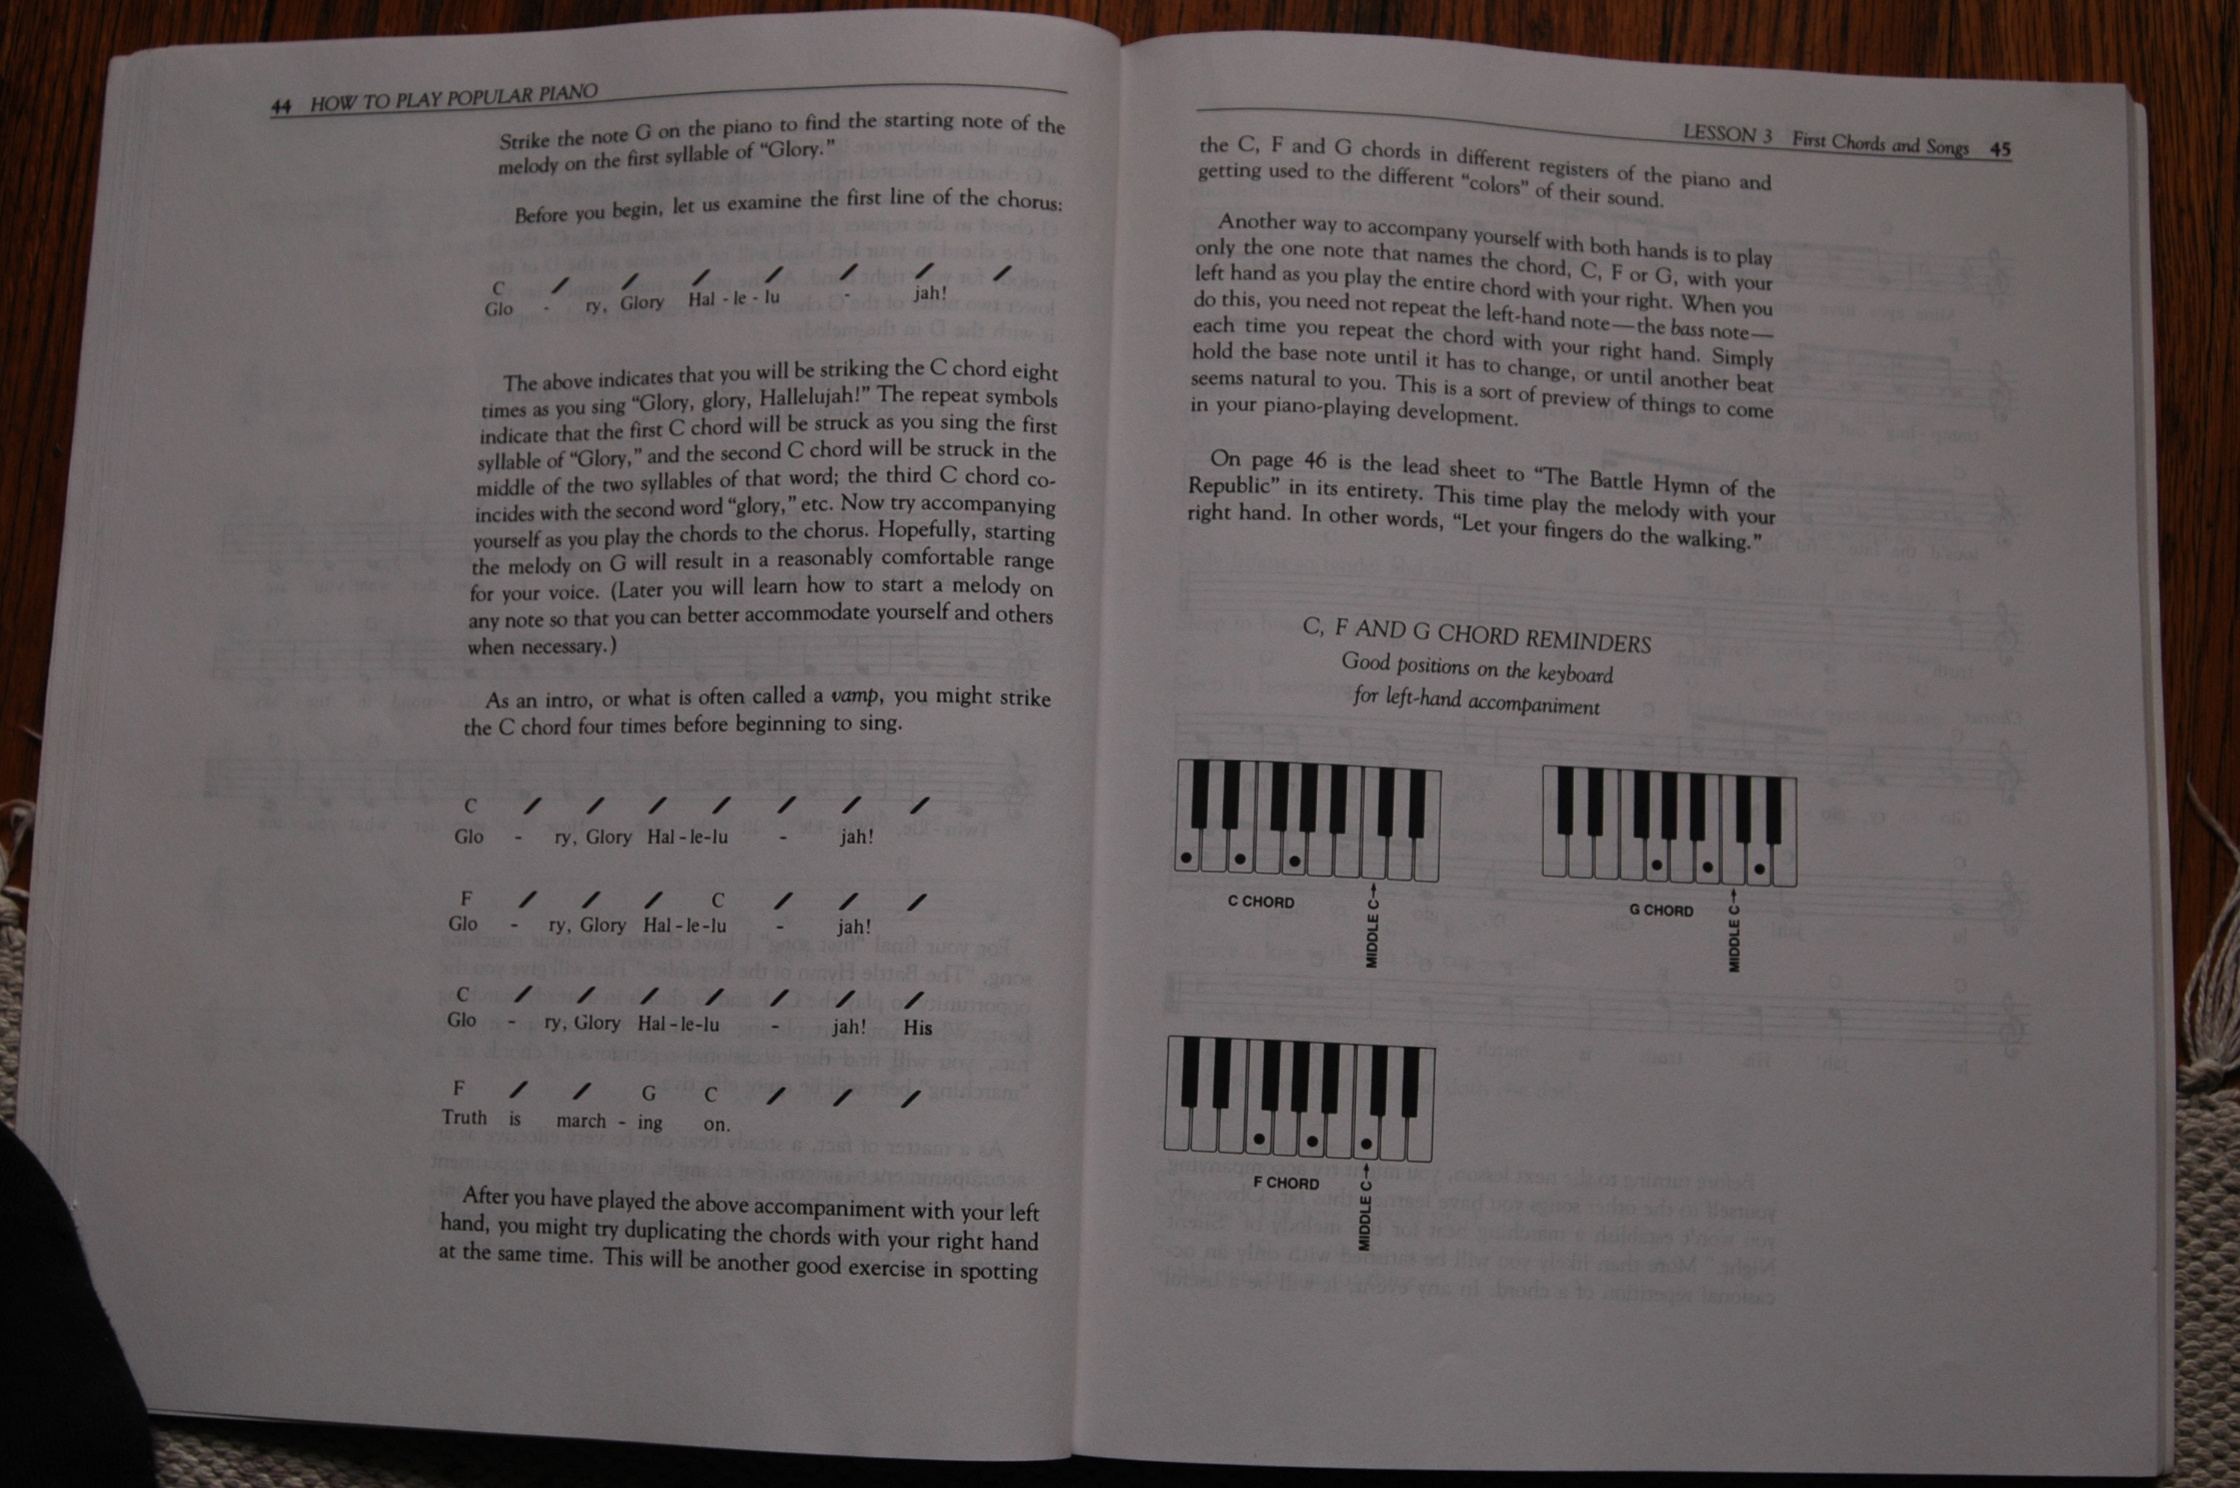 44 HOW TO PLAY POPULAR PIANO
Strike the note G on the piano to find the starting note of the
melody on the first syllable of “Glory.”
Before you begin, let us examine the first line of the chorus:
C / / / / / / /
Glo - ry, Glory Hal - le - lu - jah!
The above indicates that you will be striking the C chord eight
times as you sing “Glory, glory, Hallelujah!” The repeat symbols
indicate that the first C chord will be struck as you sing the first
syllable of “Glory,” and the second C chord will be struck in the
middle of the two syllables of that word; the third C chord co-
incides with the second word “glory,” etc. Now try accompanying
yourself as you play the chords to the chorus. Hopefully, starting
the melody on G will result in a reasonably comfortable range
for your voice. (Later you will learn how to start a melody on
any note so that you can better accommodate yourself and others
when necessary.)
As an intro, or what is often called a vamp, you might strike
the C chord four times before beginning to sing.
C / / / / / / /
Glo - ry, Glory Hal - le-lu - jah!
F / / / C / / /
Glo - ry, Glory Hal - le-lu - jah!
C / / / / / / /
Glo - ry, Glory Hal - le-lu - jah! His
F / / G C / / /
Truth is march - ing on.
After you have played the above accompaniment with your left
hand, you might try duplicating the chords with your right hand
at the same time. This will be another good exercise in spotting
LESSON 3 First Chords and Songs 45
the C, F and G chords in different registers of the piano and
getting used to the different “colors” of their sound.
Another way to accompany yourself with both hands is to play
only the one note that names the chord, C, F or G, with your
left hand as you play the entire chord with your right. When you
do this, you need not repeat the left-hand note—the bass note—
each time you repeat the chord with your right hand. Simply
hold the base note until it has to change, or until another beat
seems natural to you. This is a sort of preview of things to come
in your piano-playing development.
On page 46 is the lead sheet to “The Battle Hymn of the
Republic” in its entirety. This time play the melody with your
right hand. In other words, “Let your fingers do the walking.”
C, F AND G CHORD REMINDERS
Good positions on the keyboard
for left-hand accompaniment
C CHORD
MIDDLE C
G CHORD
MIDDLE C
F CHORD
MIDDLE C